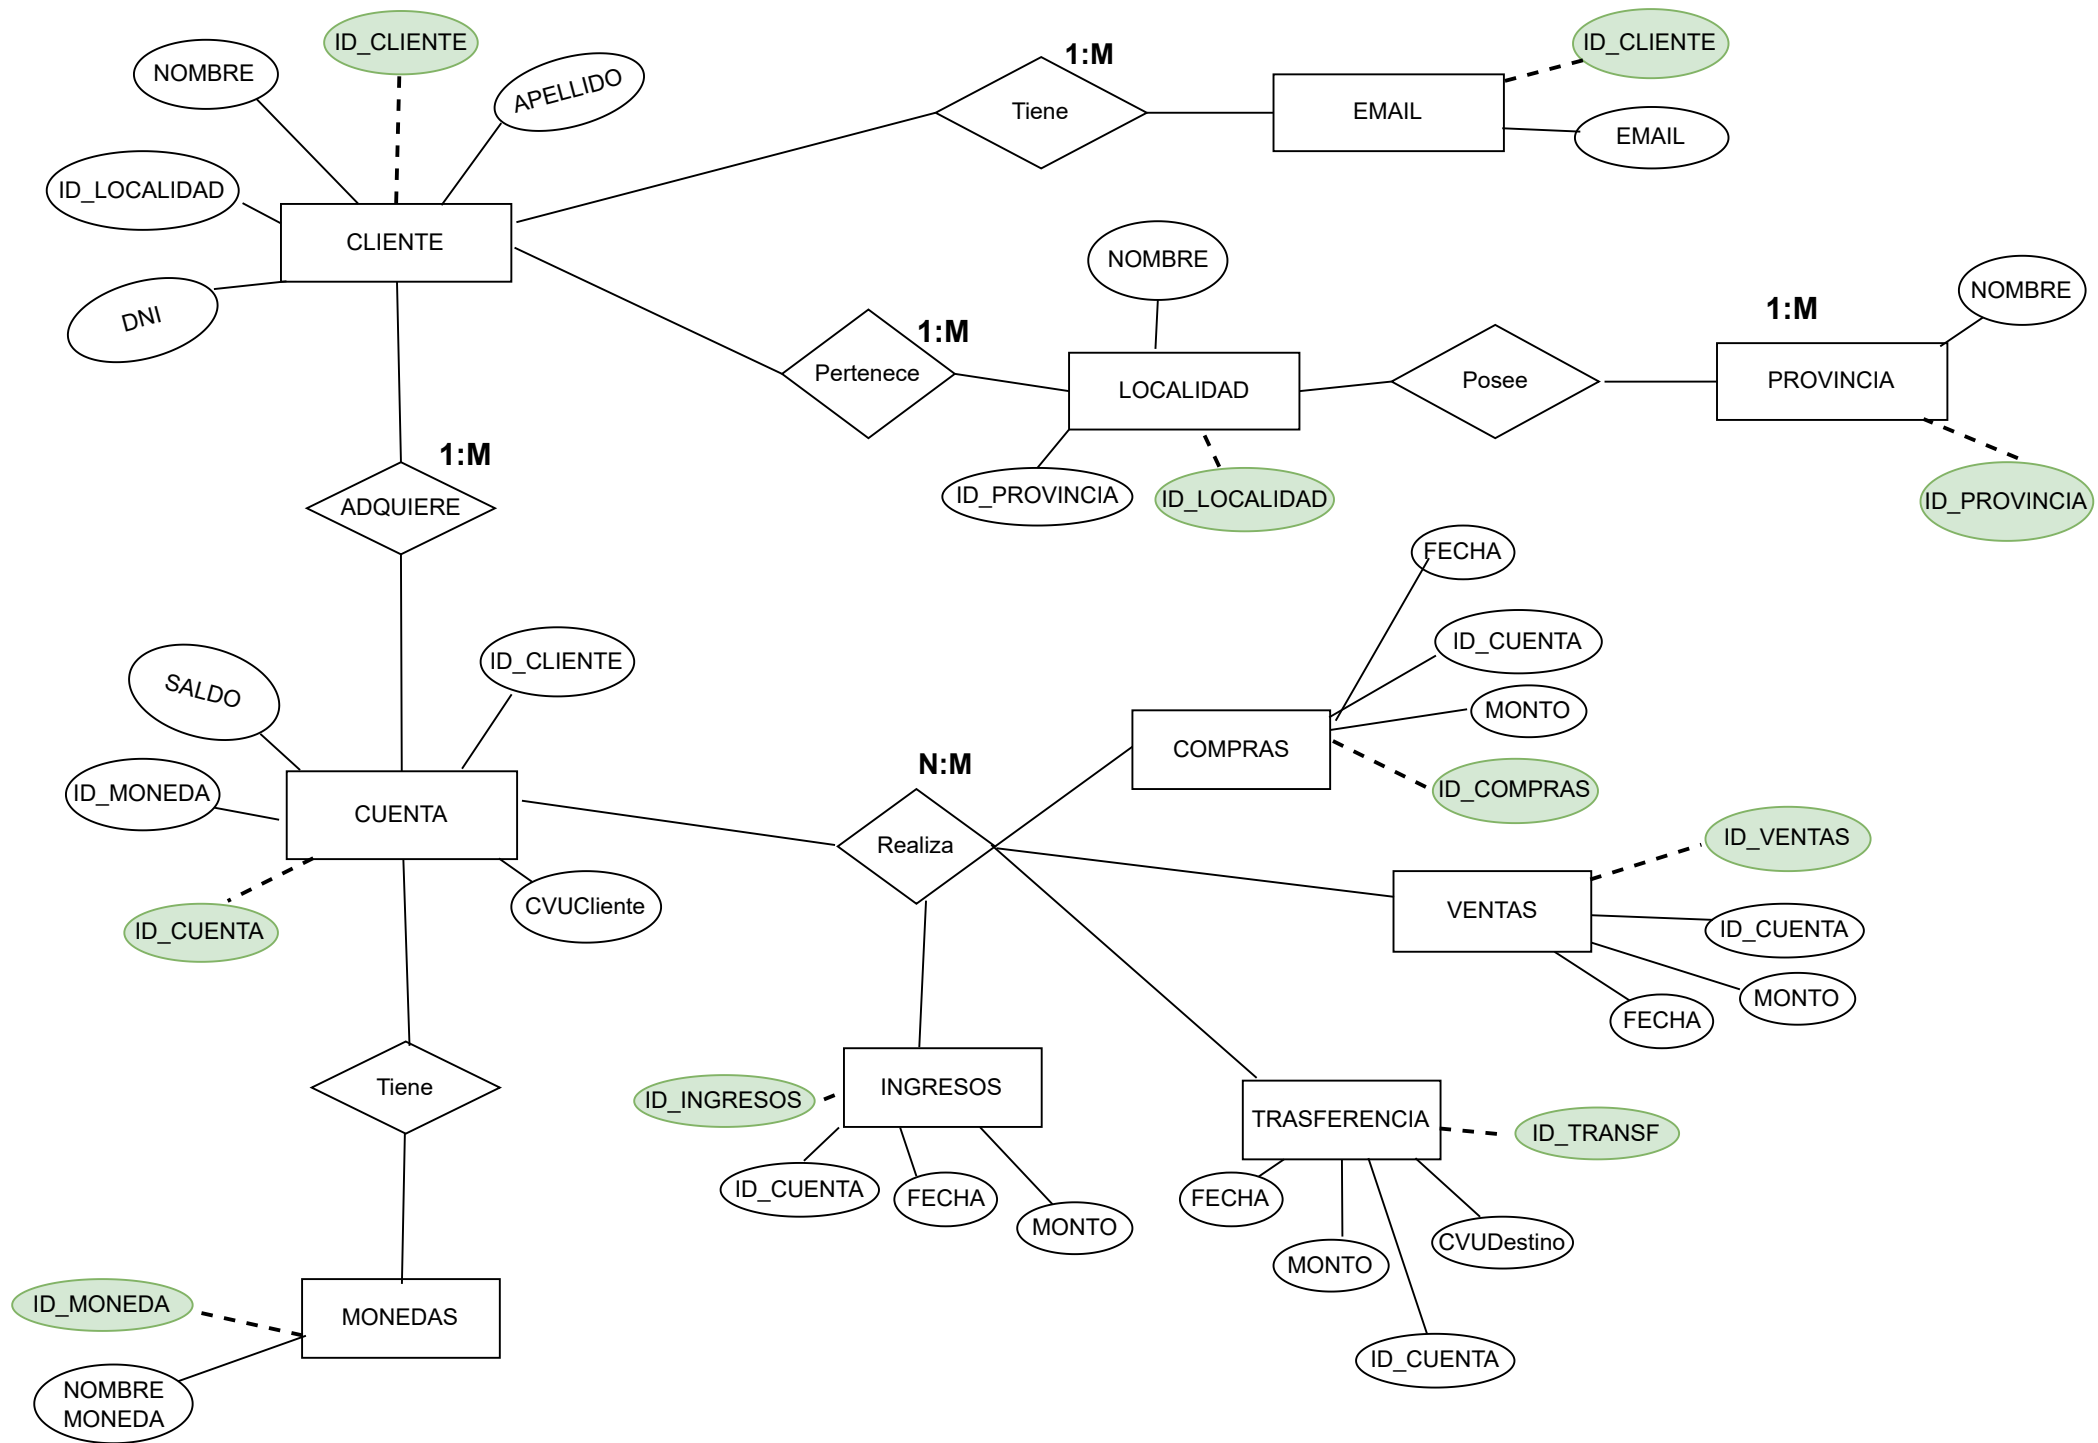 ID_CLIENTE
NOMBRE
APELLIDO
ID_LOCALIDAD
CLIENTE
DNI
1:M
Tiene
EMAIL
ID_CLIENTE
EMAIL
1:M
Pertenece
NOMBRE
LOCALIDAD
ID_PROVINCIA
ID_LOCALIDAD
Posee
1:M
PROVINCIA
NOMBRE
ID_PROVINCIA
1:M
ADQUIERE
SALDO
ID_CLIENTE
ID_MONEDA
CUENTA
ID_CUENTA
CVUCliente
N:M
Realiza
FECHA
ID_CUENTA
MONTO
COMPRAS
ID_COMPRAS
ID_VENTAS
VENTAS
ID_CUENTA
MONTO
FECHA
Tiene
ID_INGRESOS
INGRESOS
ID_CUENTA
FECHA
MONTO
TRASFERENCIA
ID_TRANSF
FECHA
MONTO
CVUDestino
ID_CUENTA
ID_MONEDA
MONEDAS
NOMBRE
MONEDA